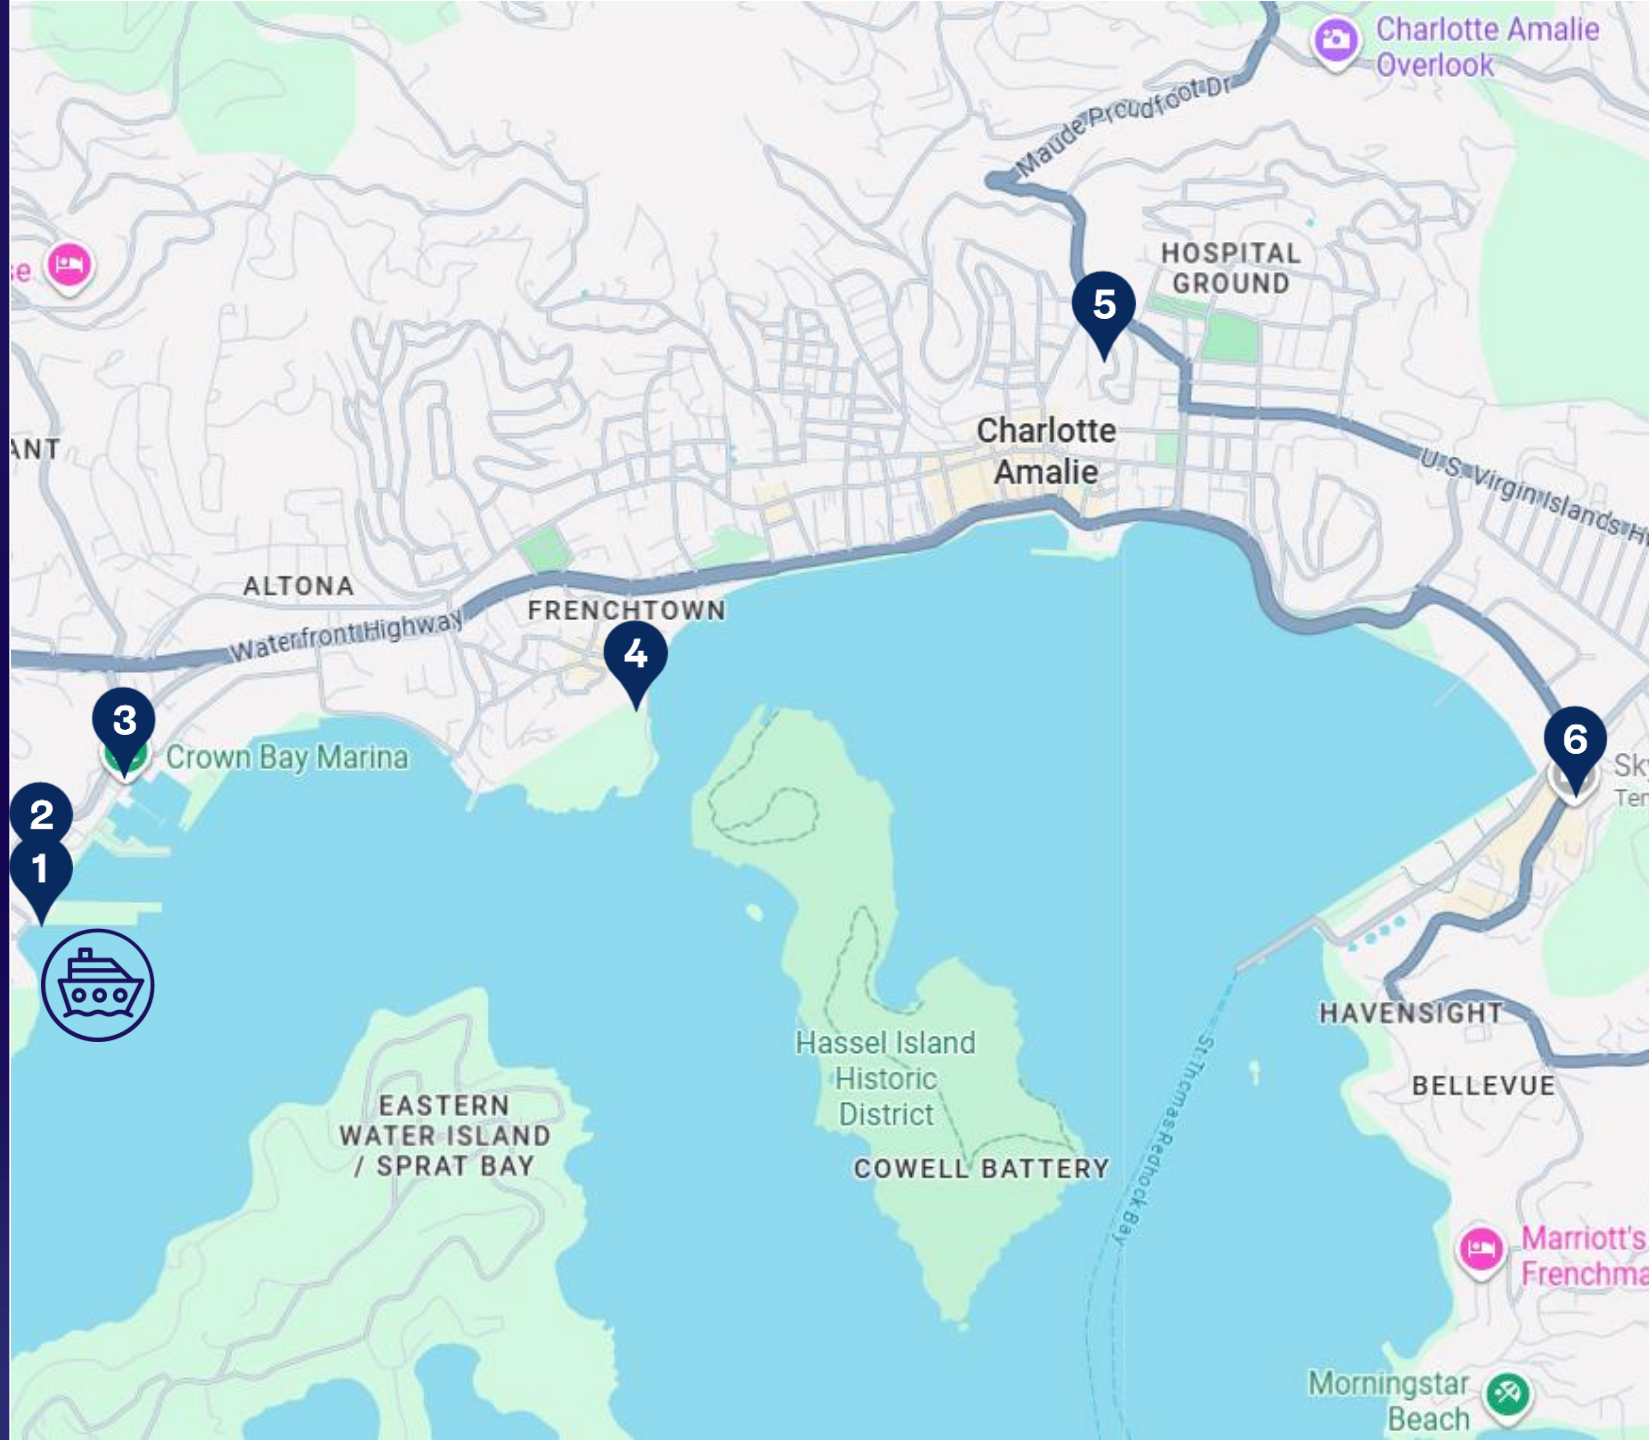 Charlotte Amalie
Overlook
Maude Proudfoot Dr
HOSPITAL
GROUND
5
Charlotte
Amalie
U.S. Virgin Islands
ALTONA
Waterfront Highway
FRENCHTOWN
4
3
Crown Bay Marina
2
1
6
HAVENSIGHT
BELLEVUE
St Thomas-Redhook Bay
Hassel Island
Historic
District
COWELL BATTERY
EASTERN
WATER ISLAND
/ SPRAT BAY
Marriott's
Morningstar
Beach